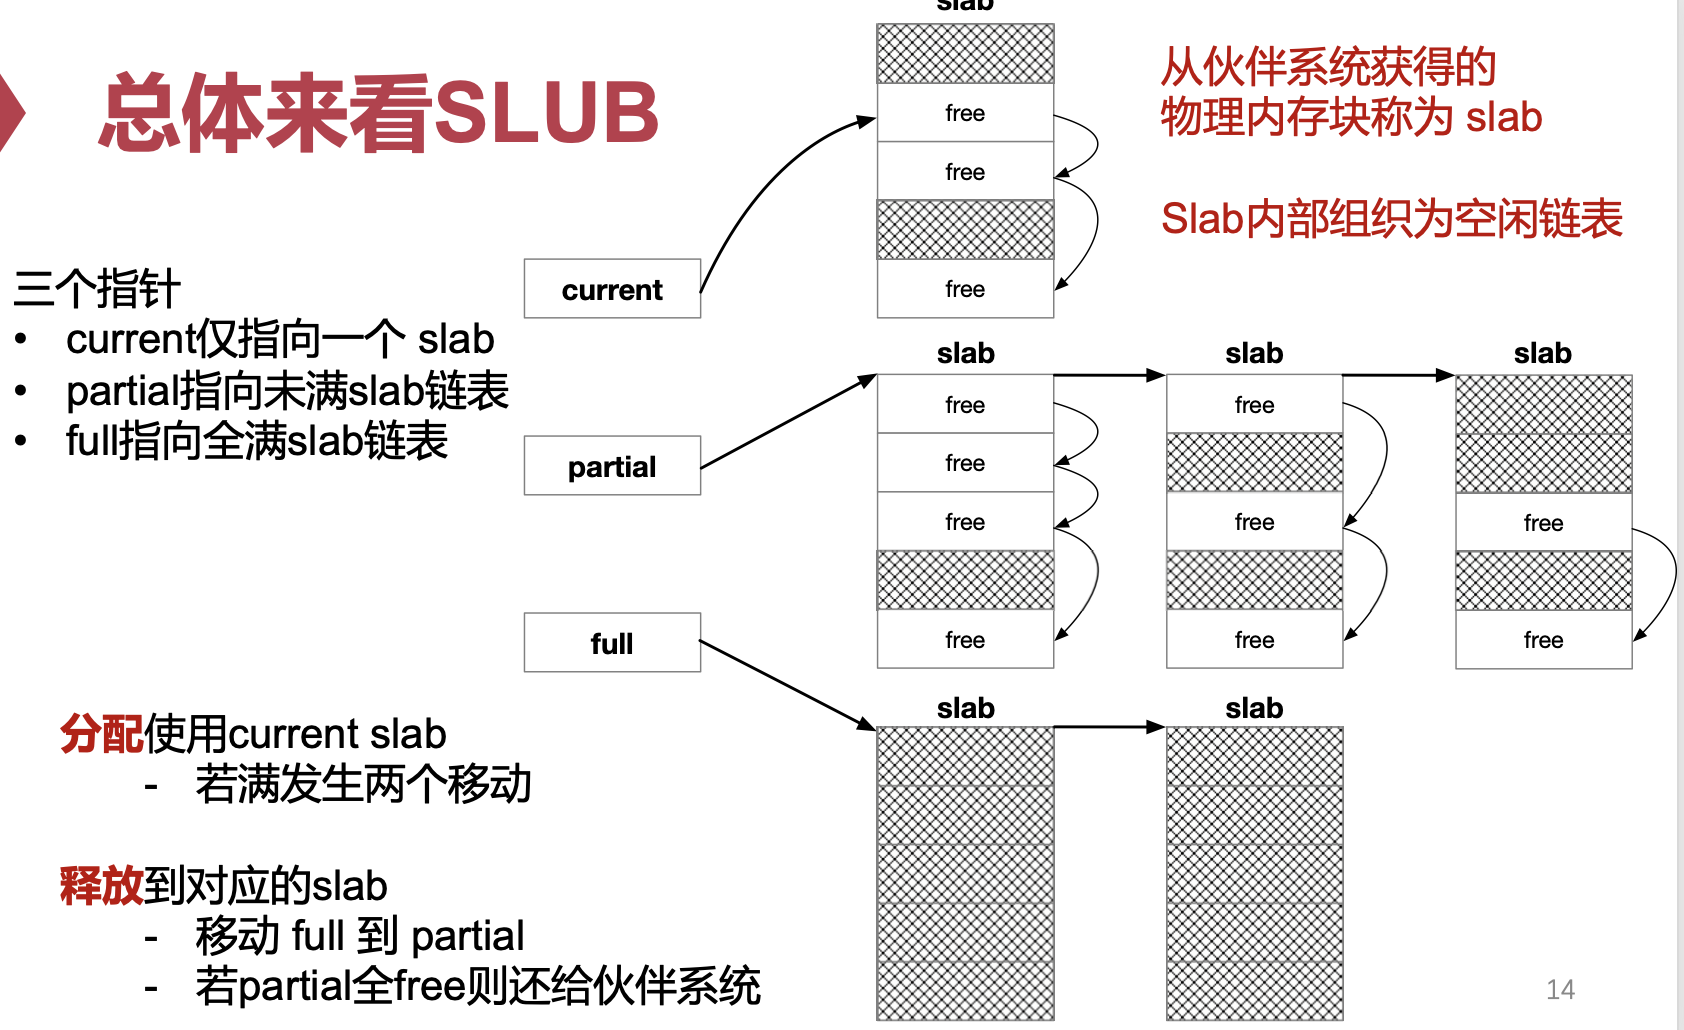 总体来看SLUB
三个指针
• current仅指向一个 slab
• partial指向未满slab链表
• full指向全满slab链表
分配使用current slab
- 若满发生两个移动
释放到对应的slab
- 移动 full 到 partial
- 若partial全free则还给伙伴系统
current
partial
full
slab
free
free
free
从伙伴系统获得的
物理内存块称为 slab
Slab内部组织为空闲链表
slab
free
free
free
free
slab
free
free
free
slab
free
free
slab
slab
14